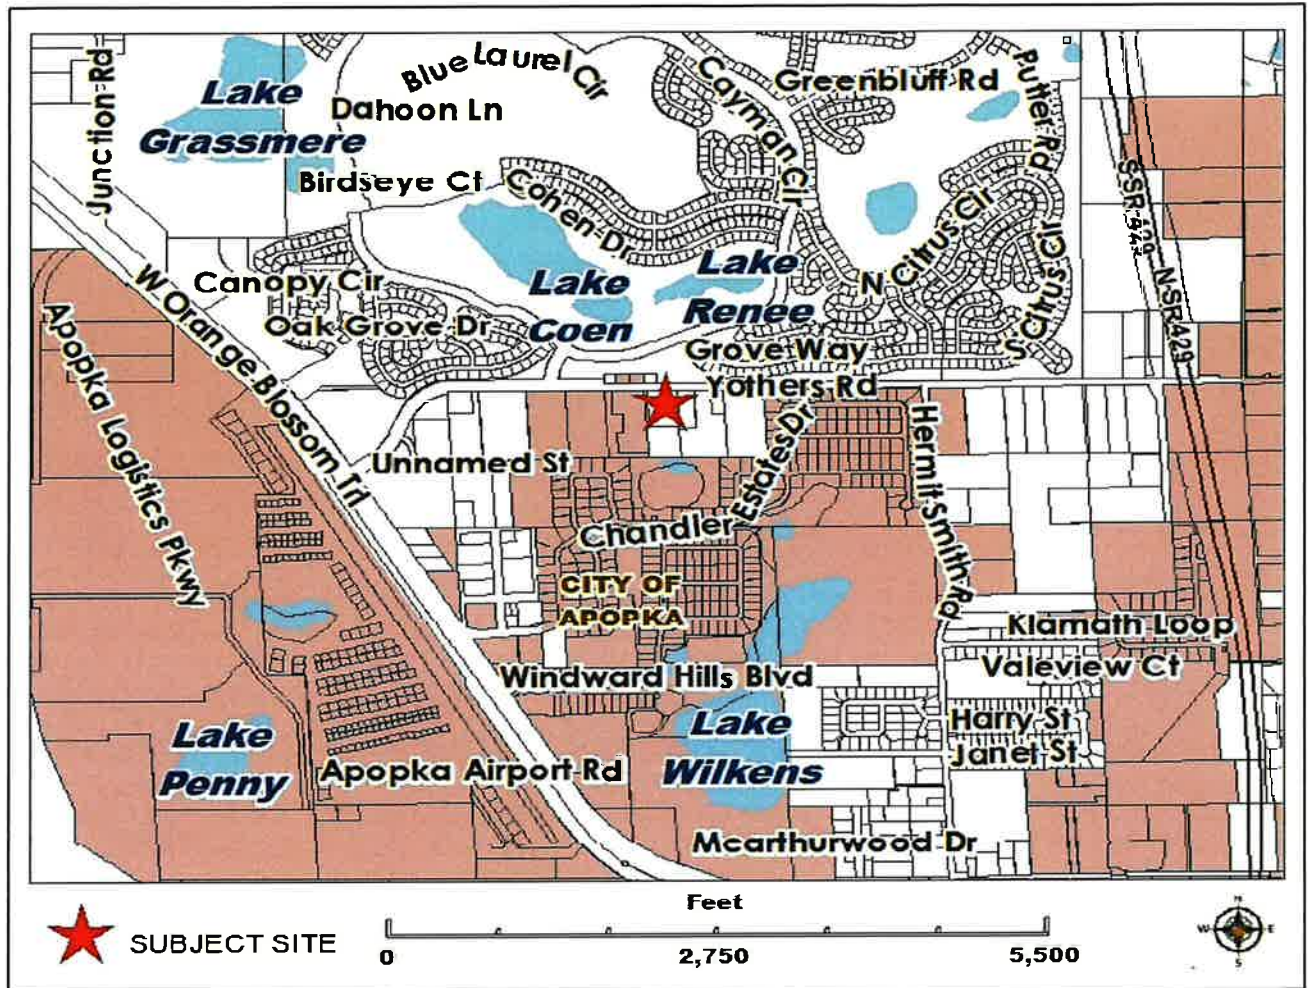 Blue Laurel Cir
Junction Rd
Lake
Grassmere
Dahoon Ln
Cayman Cir
Greenbluff Rd
Putter Rd
Birdseye Ct
Cohen Dr
N Citrus Cir
S Citrus Cir
SSR 429
N SR 429
Canopy Cir
W Orange Blossom Trl
Lake
Coen
Lake
Renee
Oak Grove Dr
Grove Way
Yothers Rd
Apopka Logistics Pkwy
Unnamed St
Chandler Estates Dr
Hermit Smith Rd
CITY OF
APOPKA
Klamath Loop
Valeview Ct
Windward Hills Blvd
Harry St
Janet St
Lake
Penny
Lake
Wilkens
Apopka Airport Rd
Mcarthurwood Dr
SUBJECT SITE
Feet
0 2,750 5,500
N
W E
S